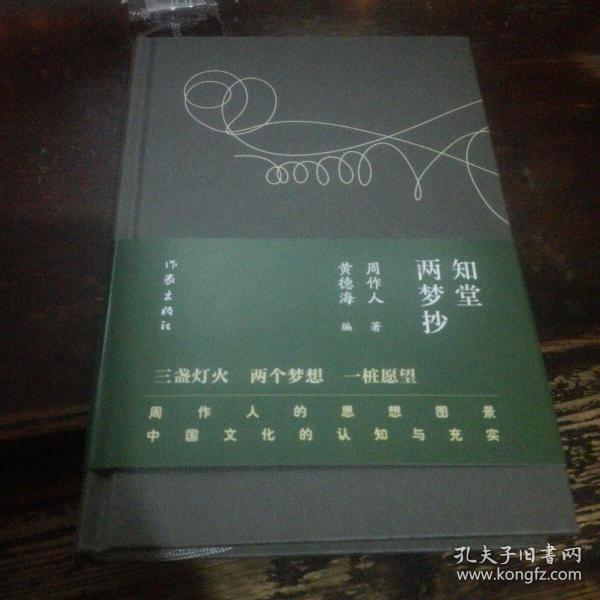 知堂
两梦抄
周作人 著
黄德海 编
作家出版社
三盏灯火 两个梦想 一桩愿望
周作人的思想图景
中国文化的认知与充实
孔夫子旧书网
www.kongfz.com